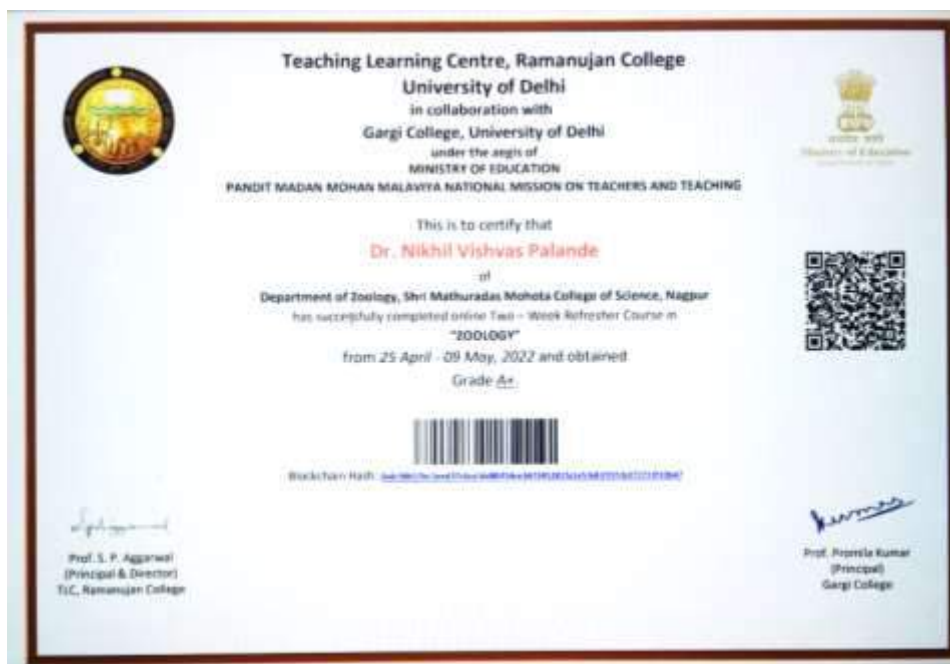 Teaching Learning Centre, Ramanujan College
University of Delhi
in collaboration with
Gargi College, University of Delhi
under the aegis of
MINISTRY OF EDUCATION
PANDIT MADAN MOHAN MALAVIYA NATIONAL MISSION ON TEACHERS AND TEACHING
Ministry of Education
This is to certify that
Dr. Nikhil Vishvas Palande
of
Department of Zoology, Shri Mathuradas Mohota College of Science, Nagpur
has successfully completed online Two – Week Refresher Course in
"ZOOLOGY"
from 25 April - 09 May, 2022 and obtained
Grade A+.
Blockchain Hash:
Prof. S. P. Aggarwal
(Principal & Director)
TLC, Ramanujan College
Prof. Promila Kumar
(Principal)
Gargi College